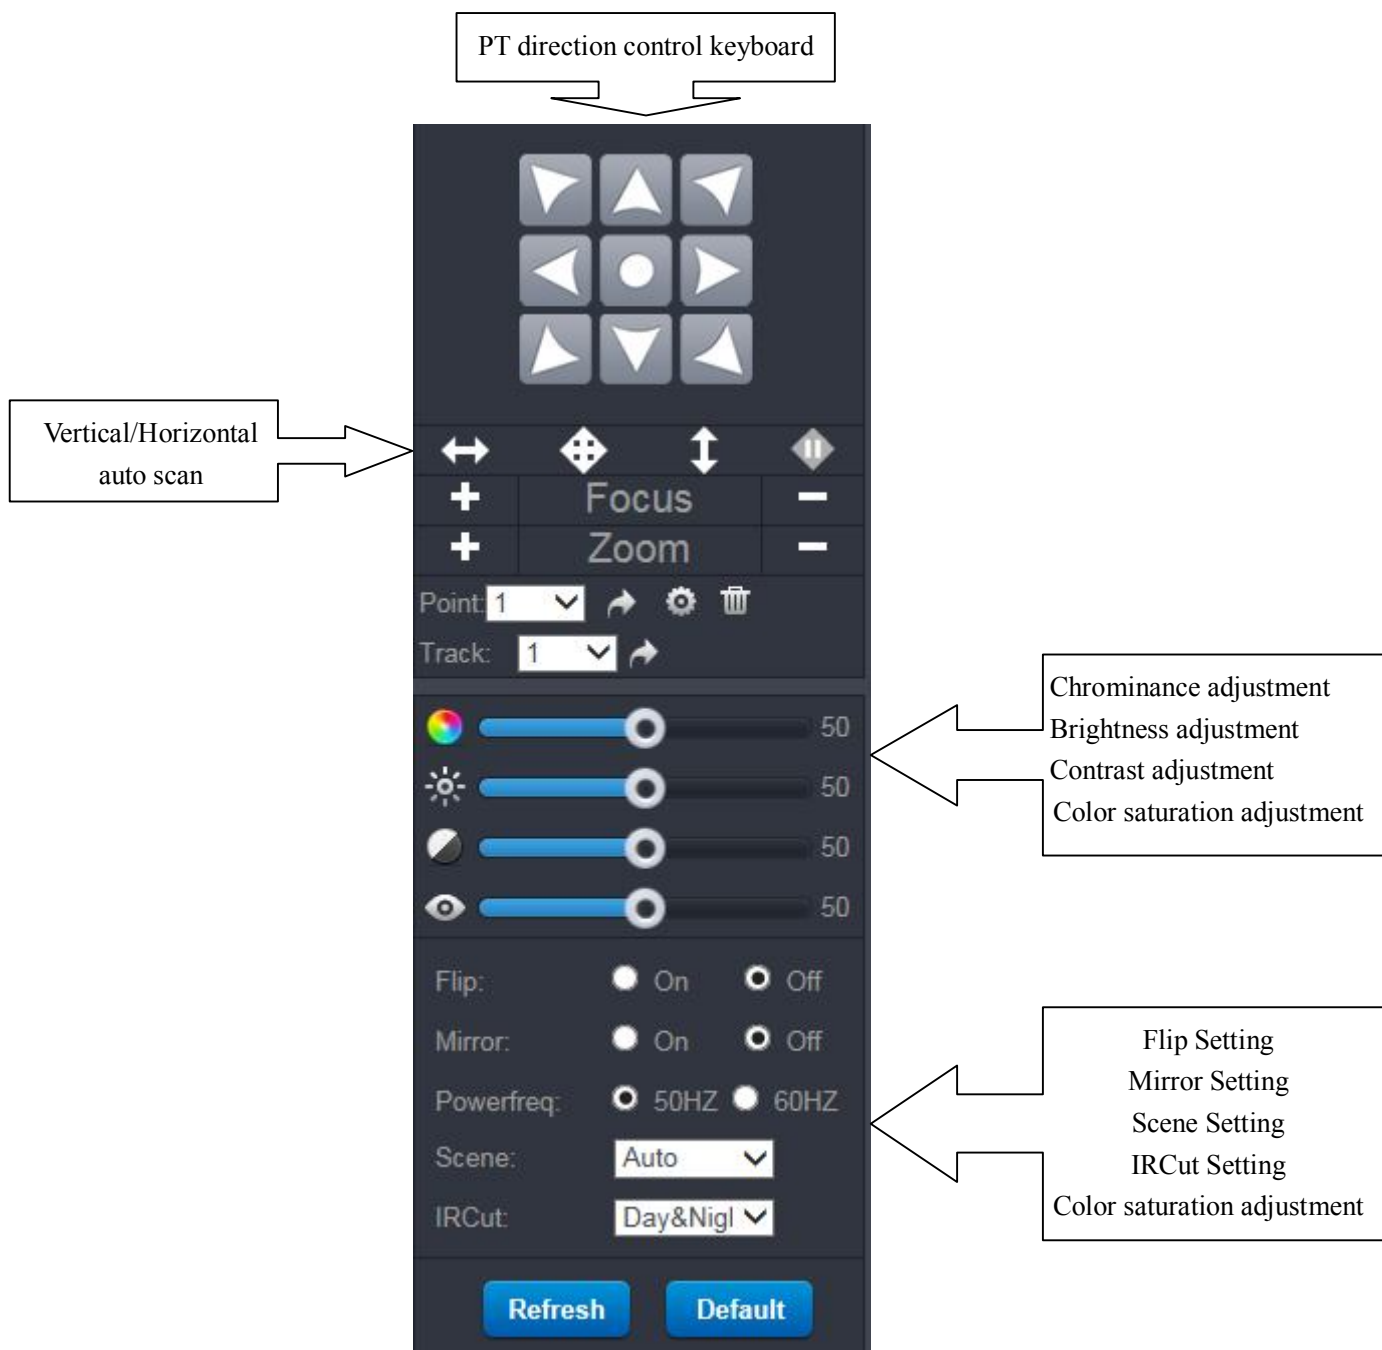 PT direction control keyboard
Vertical/Horizontal
auto scan
+ Focus −
+ Zoom −
Point: 1
Track: 1
50
50
50
50
Chrominance adjustment
Brightness adjustment
Contrast adjustment
Color saturation adjustment
Flip: On Off
Mirror: On Off
Powerfreq: 50HZ 60HZ
Scene: Auto
IRCut: Day&Nigl
Flip Setting
Mirror Setting
Scene Setting
IRCut Setting
Color saturation adjustment
Refresh Default